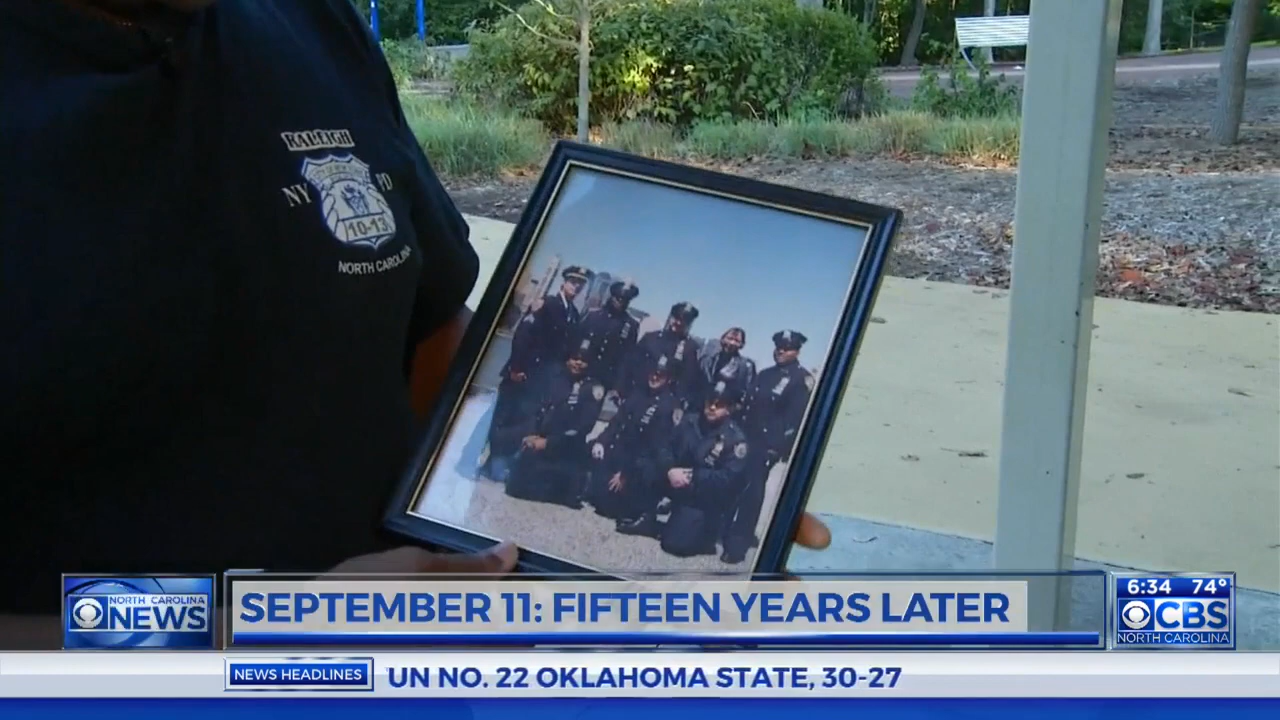 RALEIGH
NY PD
10-13
NORTH CAROLINA
NORTH CAROLINA
NEWS
SEPTEMBER 11: FIFTEEN YEARS LATER
6:34 74°
CBS
NORTH CAROLINA
NEWS HEADLINES
UN NO. 22 OKLAHOMA STATE, 30-27